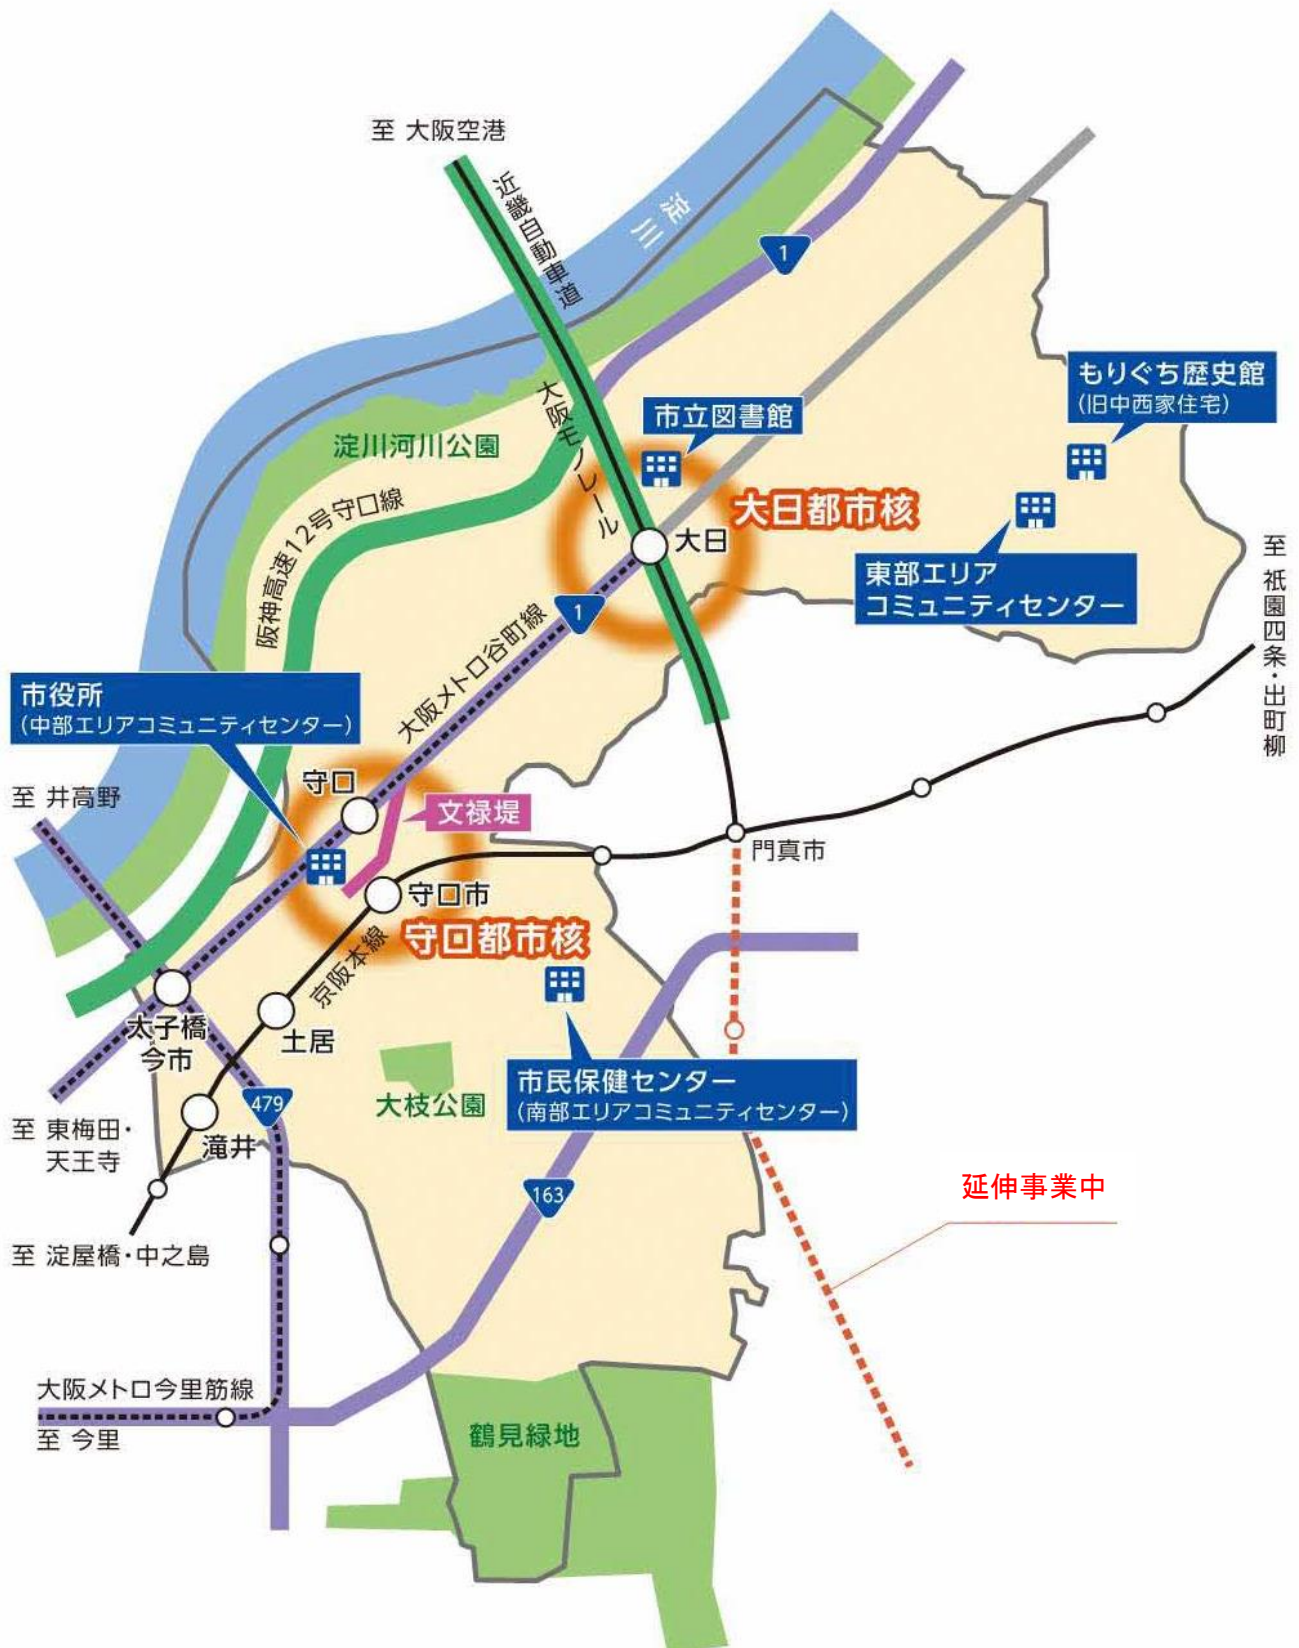 至 大阪空港
近畿自動車道
淀川
1
もりぐち歴史館
(旧中西家住宅)
市立図書館
大阪モノレール
淀川河川公園
阪神高速12号守口線
大日都市核
大日
東部エリア
コミュニティセンター
至 祇園四条・出町柳
1
大阪メトロ谷町線
市役所
(中部エリアコミュニティセンター)
守口
至 井高野
文禄堤
門真市
守口市
守口都市核
京阪本線
太子橋
今市
土居
市民保健センター
(南部エリアコミュニティセンター)
479
大枝公園
至 東梅田・
天王寺
滝井
163
延伸事業中
至 淀屋橋・中之島
大阪メトロ今里筋線
至 今里
鶴見緑地